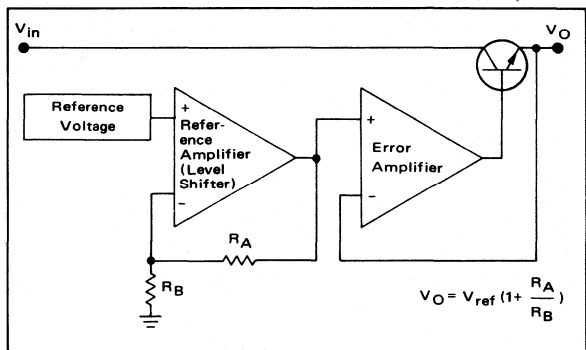 Vin
VO
Reference
Voltage
+
Refer-
ence
Amplifier
(Level
Shifter)
−
+
Error
Amplifier
−
RA
RB
VO = Vref (1+ RA/RB)